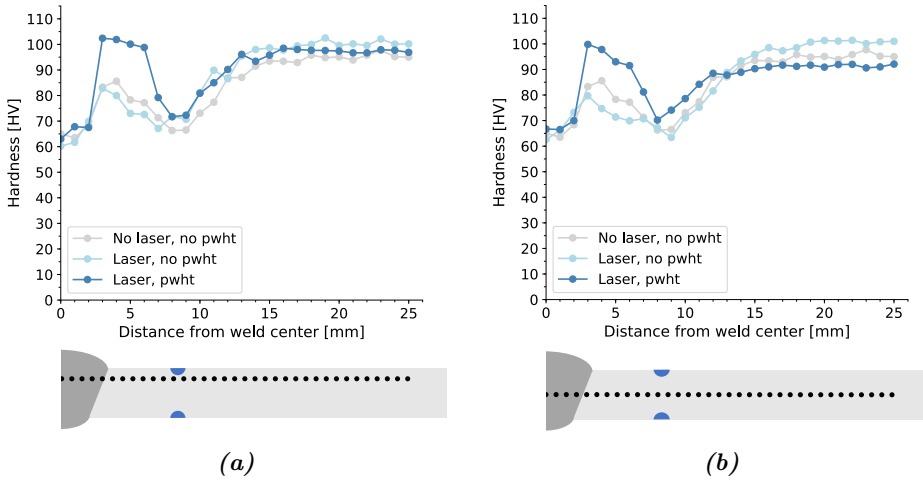 110
100
90
80
70
60
50
40
30
20
10
0
Hardness [HV]
No laser, no pwht
Laser, no pwht
Laser, pwht
0 5 10 15 20 25
Distance from weld center [mm]
(a)
110
100
90
80
70
60
50
40
30
20
10
0
Hardness [HV]
No laser, no pwht
Laser, no pwht
Laser, pwht
0 5 10 15 20 25
Distance from weld center [mm]
(b)